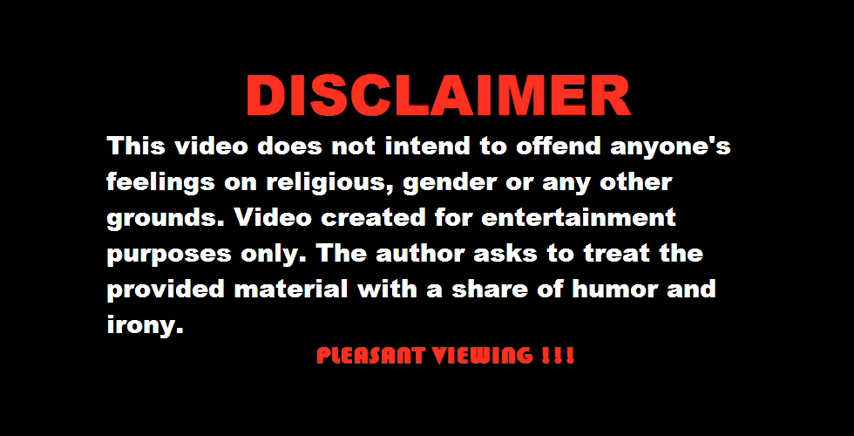 DISCLAIMER
This video does not intend to offend anyone's
feelings on religious, gender or any other
grounds. Video created for entertainment
purposes only. The author asks to treat the
provided material with a share of humor and
irony.
PLEASANT VIEWING !!!